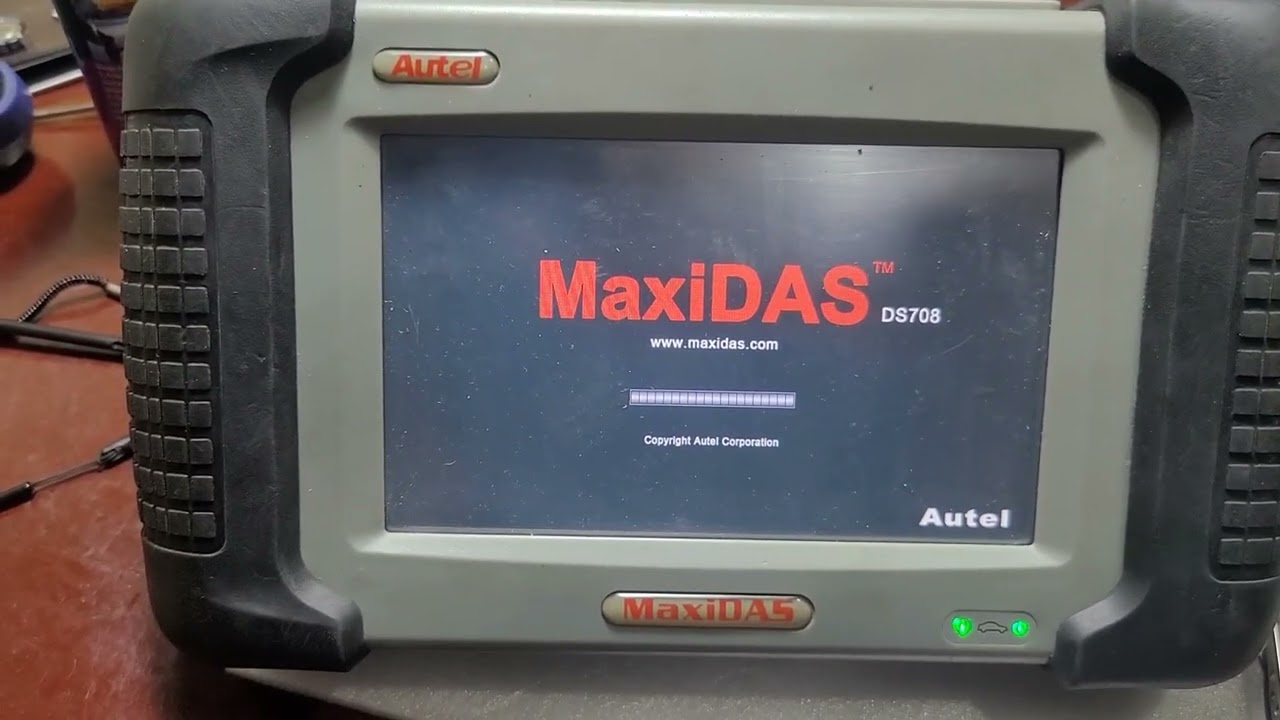 Autel
MaxiDAS™ DS708
www.maxidas.com
Copyright Autel Corporation
Autel
MaxiDAS